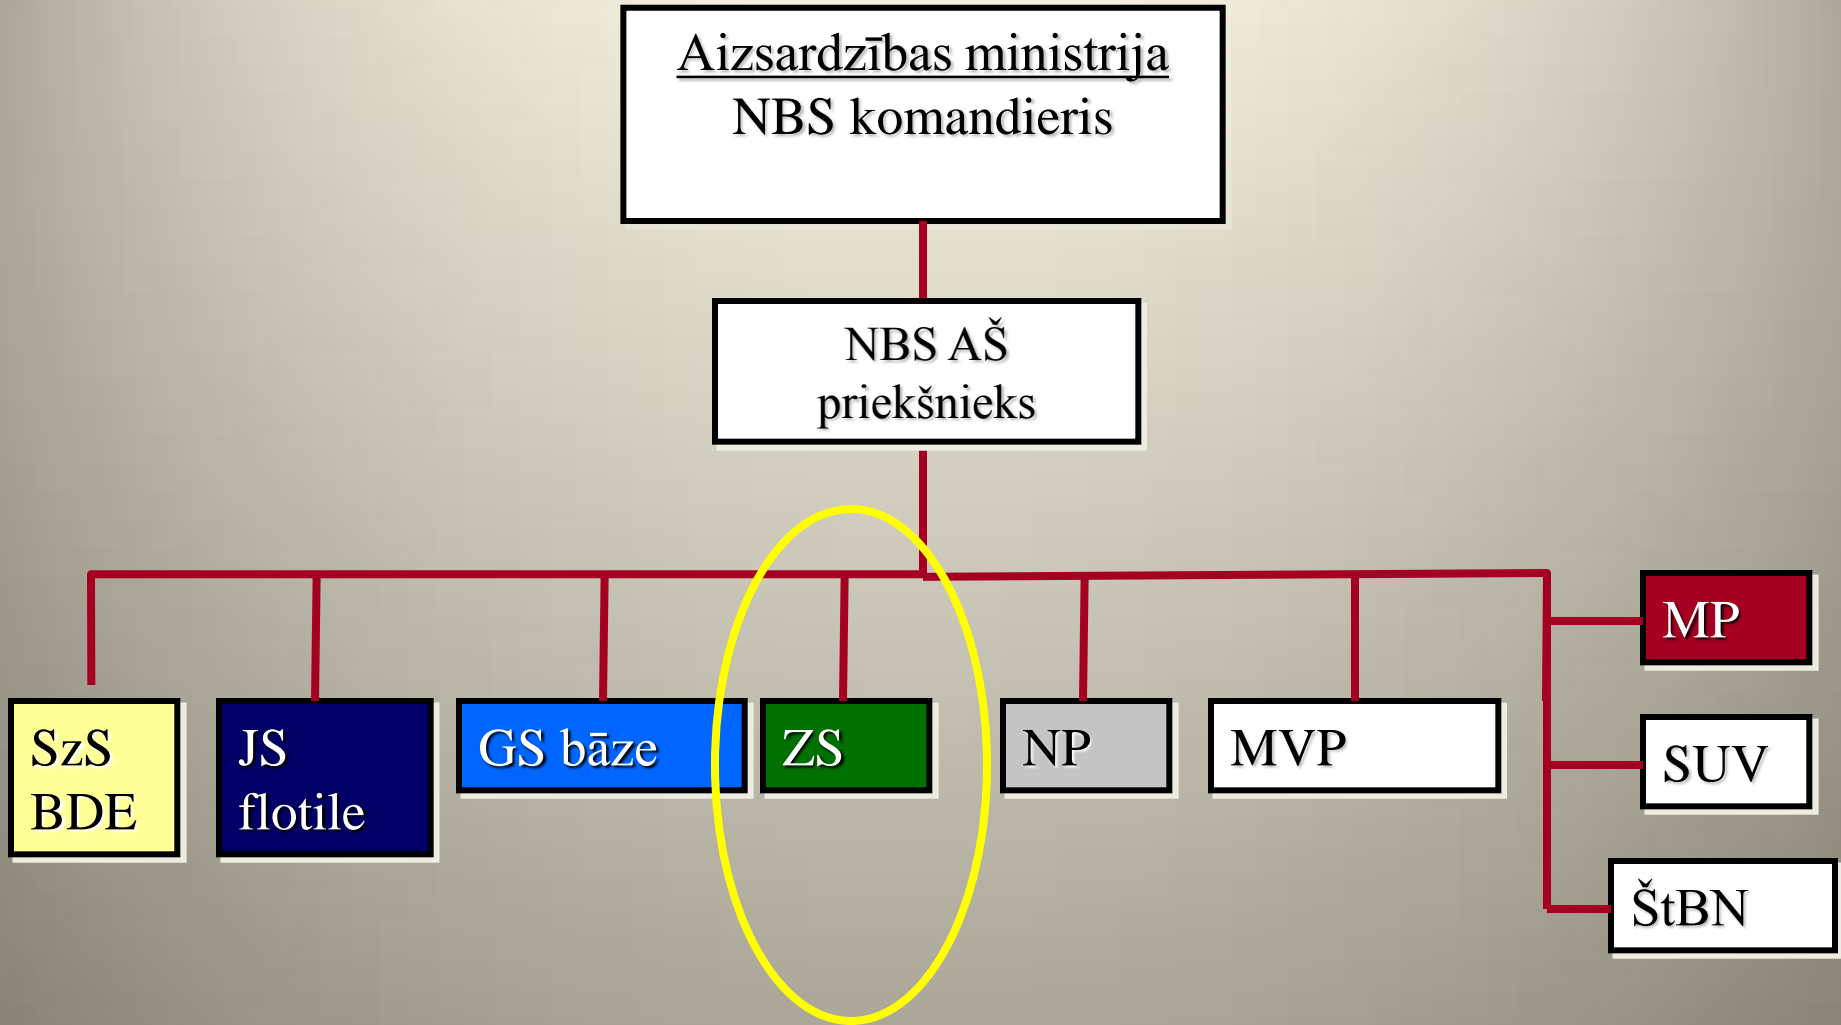 Aizsardzības ministrija
NBS komandieris
NBS AŠ
priekšnieks
SzS
BDE
JS
flotile
GS bāze
ZS
NP
MVP
MP
SUV
ŠtBN